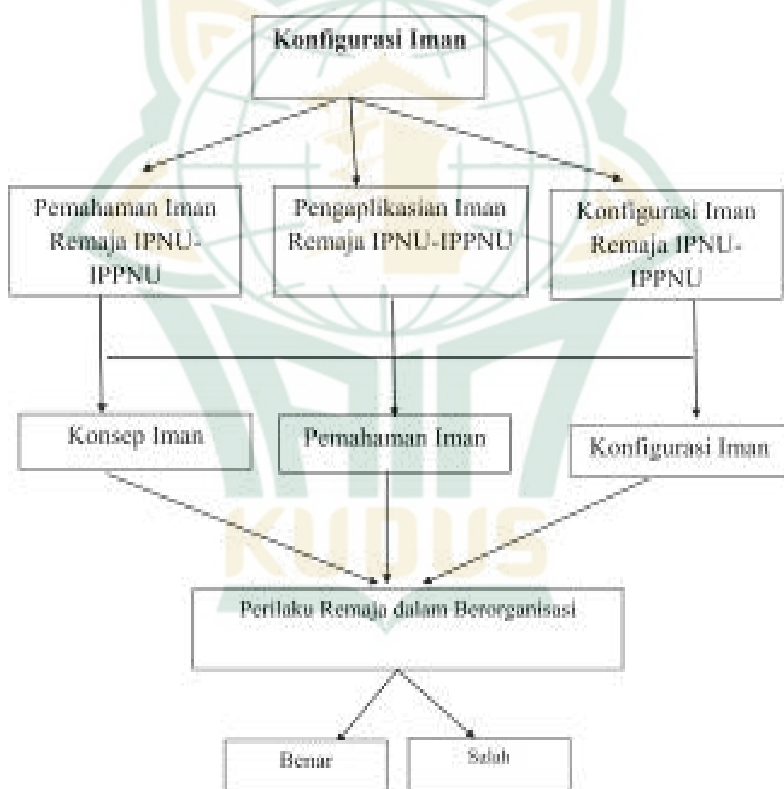 Konfigurasi Iman
Pemahaman Iman
Remaja IPNU-
IPPNU
Pengaplikasian Iman
Remaja IPNU-IPPNU
Konfigurasi Iman
Remaja IPNU-
IPPNU
Konsep Iman
Pemahaman Iman
Konfigurasi Iman
KUDUS
Perilaku Remaja dalam Berorganisasi
Benar
Salah